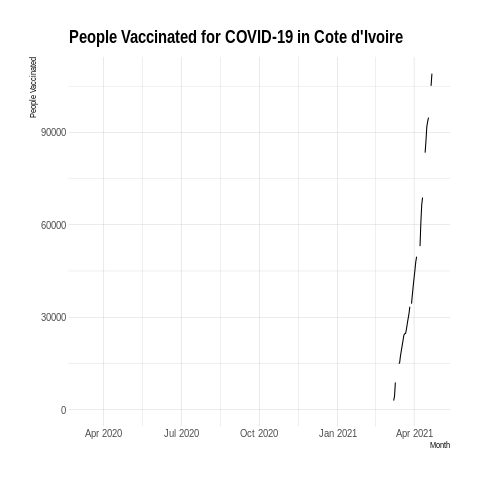 People Vaccinated for COVID-19 in Cote d'Ivoire
People Vaccinated
90000
60000
30000
0
Apr 2020
Jul 2020
Oct 2020
Jan 2021
Apr 2021
Month